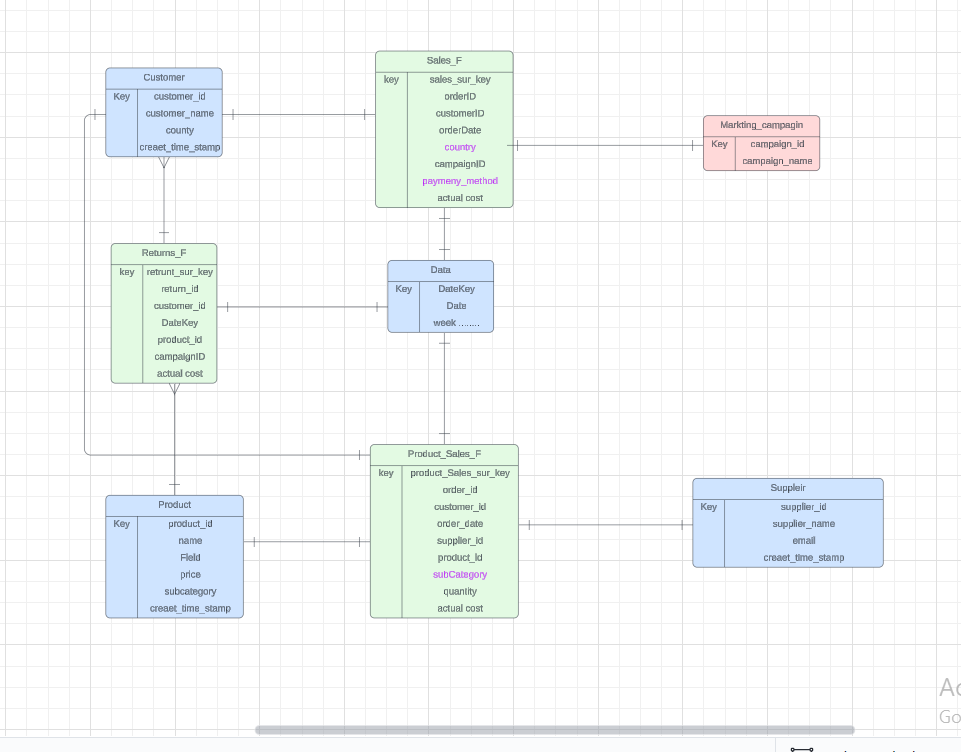 Customer
Key customer_id
customer_name
county
creaet_time_stamp
Sales_F
key sales_sur_key
orderID
customerID
orderDate
country
campaignID
paymeny_method
actual cost
Markting_campagin
Key campaign_id
campaign_name
Returns_F
key retrunt_sur_key
return_id
customer_id
DateKey
product_id
campaignID
actual cost
Data
Key DateKey
Date
week ........
Product_Sales_F
key product_Sales_sur_key
order_id
customer_id
order_date
supplier_id
product_id
subCategory
quantity
actual cost
Product
Key product_id
name
Field
price
subcategory
creaet_time_stamp
Suppleir
Key supplier_id
supplier_name
email
creaet_time_stamp
Go